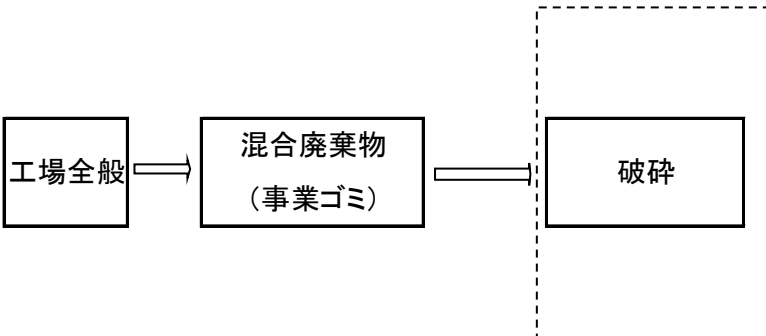 工場全般
混合廃棄物
（事業ゴミ）
破砕